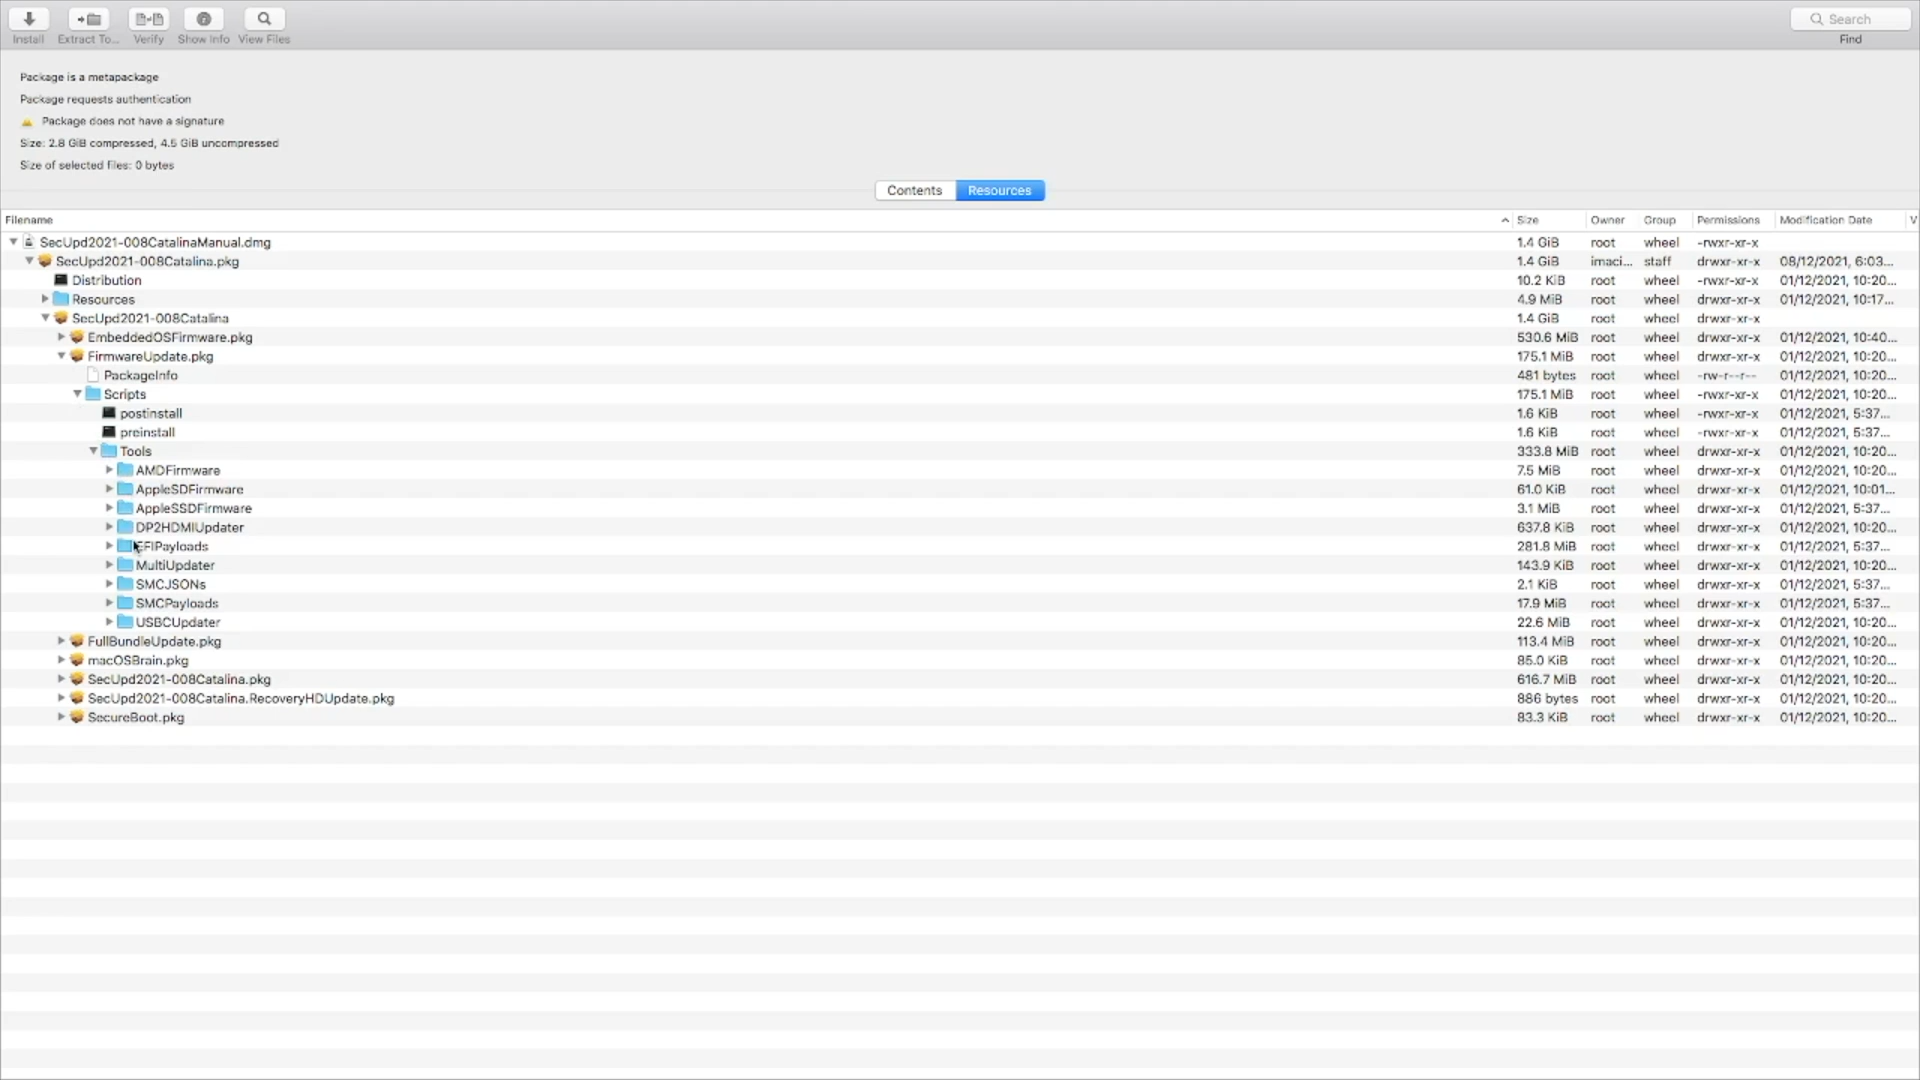 Install Extract To... Verify Show Info View Files
Search
Find
Package is a metapackage
Package requests authentication
Package does not have a signature
Size: 2.8 GiB compressed, 4.5 GiB uncompressed
Size of selected files: 0 bytes
Contents Resources
Filename Size Owner Group Permissions Modification Date V
SecUpd2021-008CatalinaManual.dmg 1.4 GiB root wheel -rwxr-xr-x
SecUpd2021-008Catalina.pkg 1.4 GiB imaci... staff drwxr-xr-x 08/12/2021, 6:03...
Distribution 10.2 KiB root wheel -rwxr-xr-x 01/12/2021, 10:20...
Resources 4.9 MiB root wheel drwxr-xr-x 01/12/2021, 10:17...
SecUpd2021-008Catalina 1.4 GiB root wheel drwxr-xr-x
EmbeddedOSFirmware.pkg 530.6 MiB root wheel drwxr-xr-x 01/12/2021, 10:40...
FirmwareUpdate.pkg 175.1 MiB root wheel drwxr-xr-x 01/12/2021, 10:20...
PackageInfo 481 bytes root wheel -rw-r--r-- 01/12/2021, 10:20...
Scripts 175.1 MiB root wheel -rwxr-xr-x 01/12/2021, 10:20...
postinstall 1.6 KiB root wheel -rwxr-xr-x 01/12/2021, 5:37...
preinstall 1.6 KiB root wheel -rwxr-xr-x 01/12/2021, 5:37...
Tools 333.8 MiB root wheel drwxr-xr-x 01/12/2021, 10:20...
AMDFirmware 7.5 MiB root wheel drwxr-xr-x 01/12/2021, 10:20...
AppleSDFirmware 61.0 KiB root wheel drwxr-xr-x 01/12/2021, 10:01...
AppleSSDFirmware 3.1 MiB root wheel drwxr-xr-x 01/12/2021, 5:37...
DP2HDMIUpdater 637.8 KiB root wheel drwxr-xr-x 01/12/2021, 10:20...
EFIPayloads 281.8 MiB root wheel drwxr-xr-x 01/12/2021, 5:37...
MultiUpdater 143.9 KiB root wheel drwxr-xr-x 01/12/2021, 10:20...
SMCJSONs 2.1 KiB root wheel drwxr-xr-x 01/12/2021, 5:37...
SMCPayloads 17.9 MiB root wheel drwxr-xr-x 01/12/2021, 5:37...
USBCUpdater 22.6 MiB root wheel drwxr-xr-x 01/12/2021, 10:20...
FullBundleUpdate.pkg 113.4 MiB root wheel drwxr-xr-x 01/12/2021, 10:20...
macOSBrain.pkg 85.0 KiB root wheel drwxr-xr-x 01/12/2021, 10:20...
SecUpd2021-008Catalina.pkg 616.7 MiB root wheel drwxr-xr-x 01/12/2021, 10:20...
SecUpd2021-008Catalina.RecoveryHDUpdate.pkg 886 bytes root wheel drwxr-xr-x 01/12/2021, 10:20...
SecureBoot.pkg 83.3 KiB root wheel drwxr-xr-x 01/12/2021, 10:20...